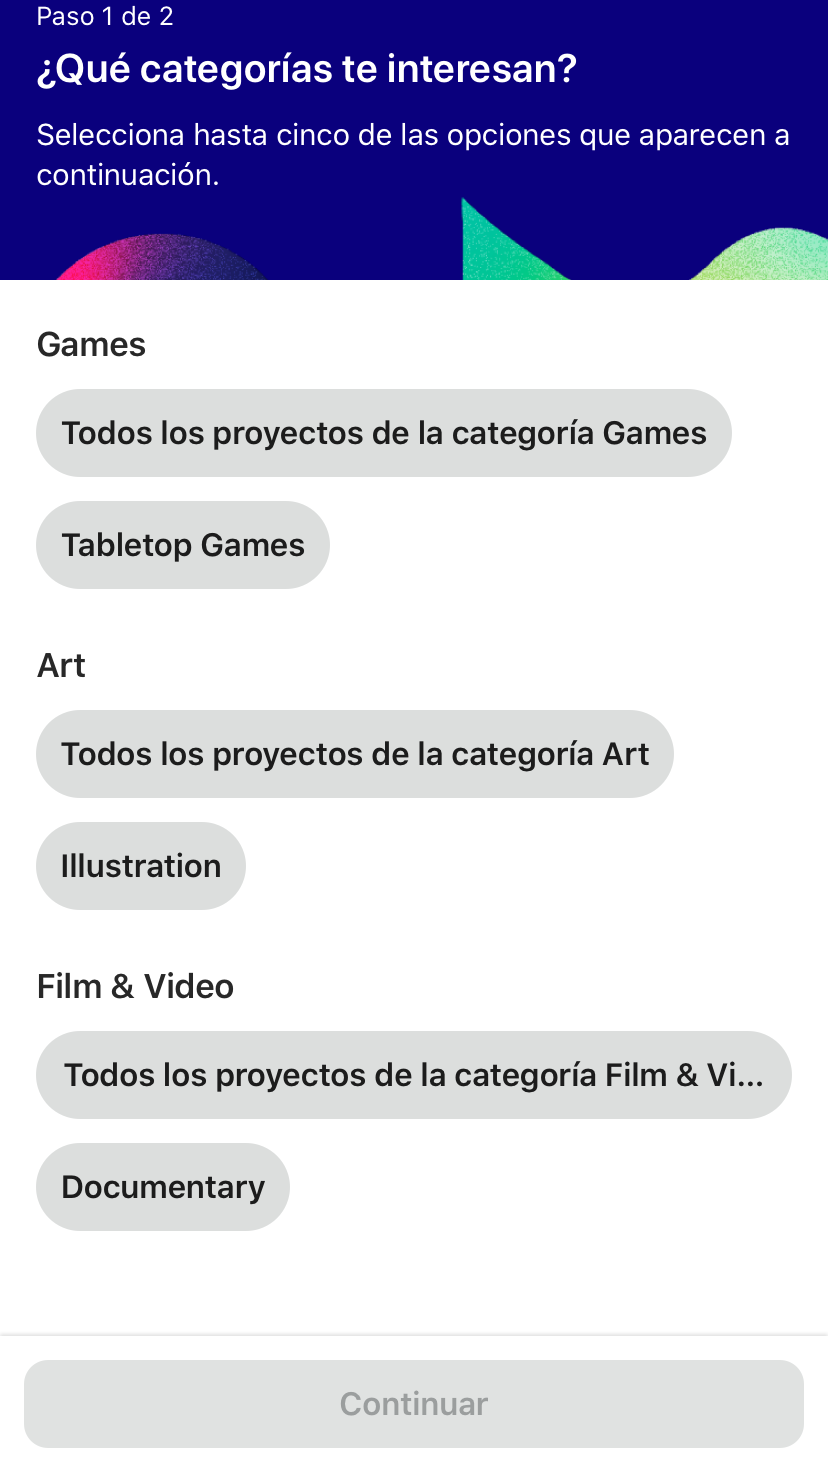 Paso 1 de 2
¿Qué categorías te interesan?
Selecciona hasta cinco de las opciones que aparecen a
continuación.
Games
Todos los proyectos de la categoría Games
Tabletop Games
Art
Todos los proyectos de la categoría Art
Illustration
Film & Video
Todos los proyectos de la categoría Film & Vi...
Documentary
Continuar